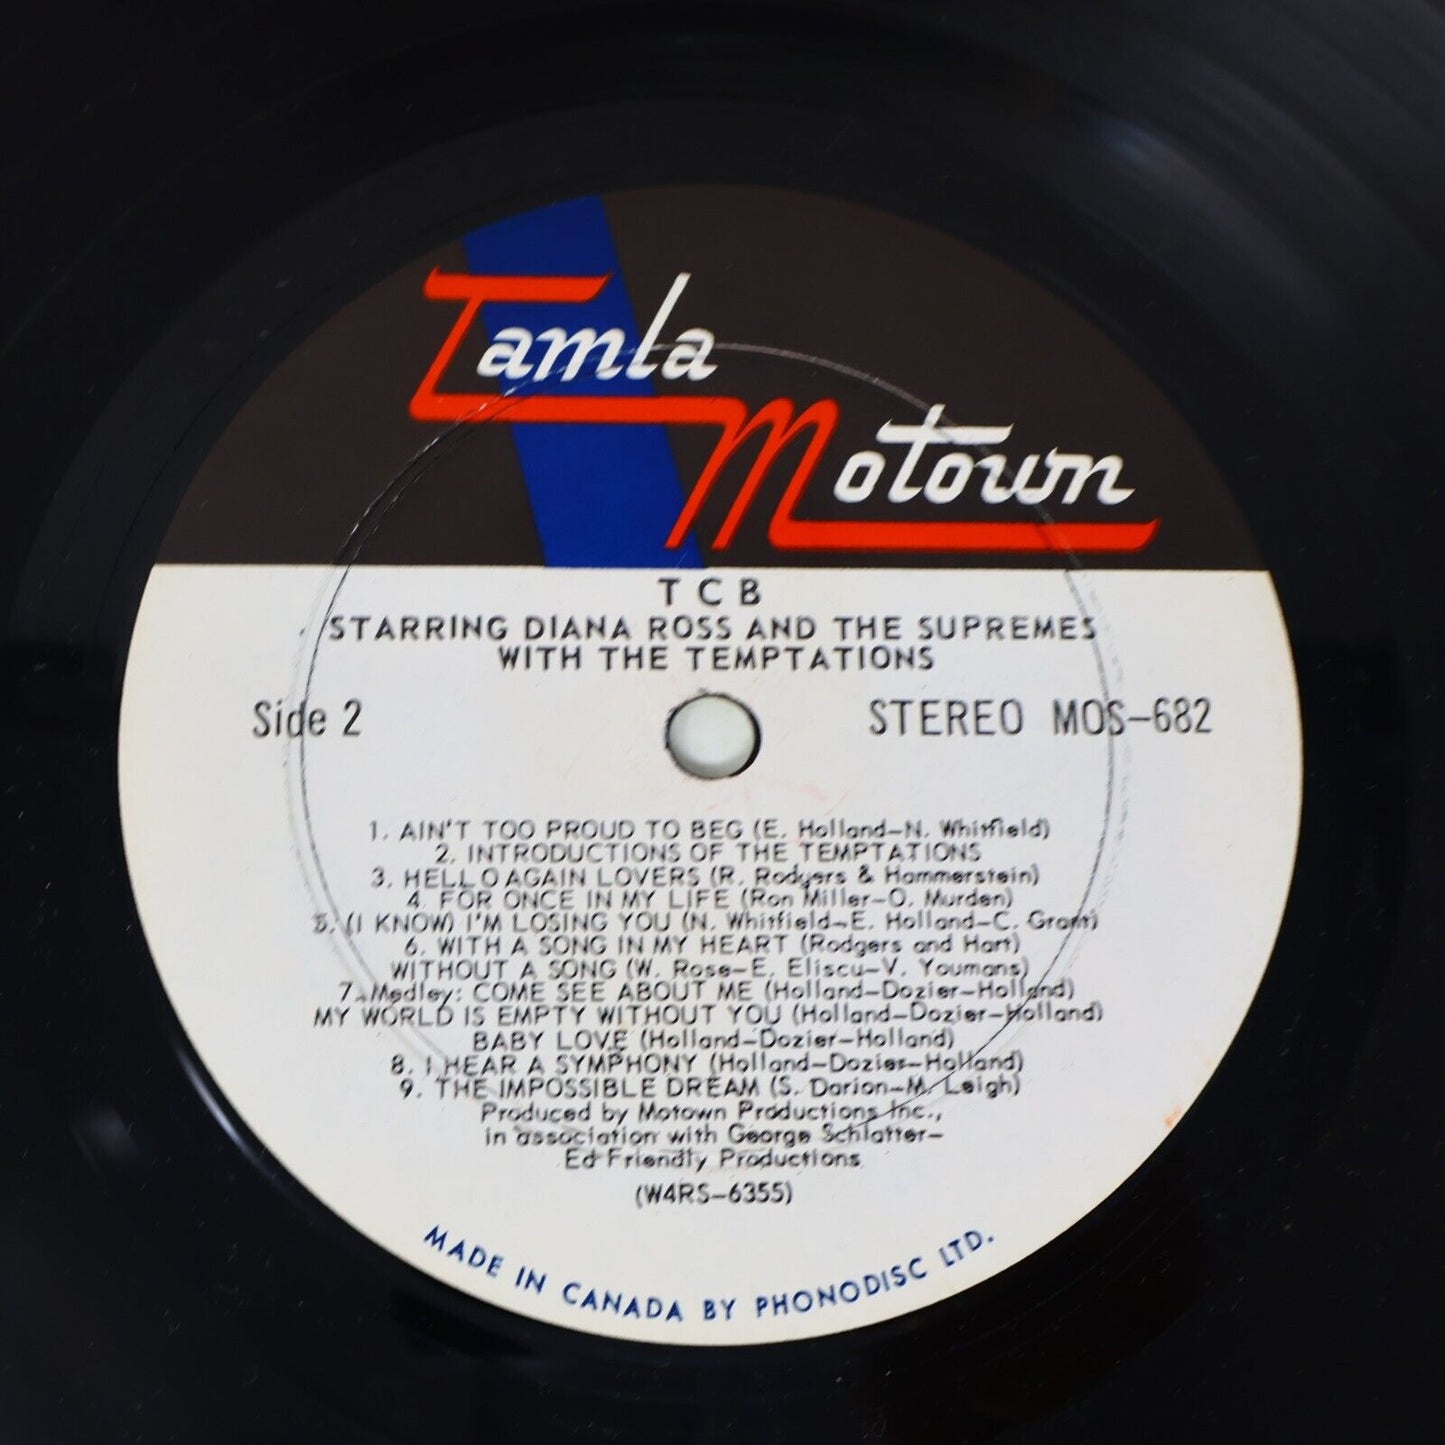 Tamla
Motown
TCB
STARRING DIANA ROSS AND THE SUPREMES
WITH THE TEMPTATIONS
Side 2 STEREO MOS-682
1. AIN'T TOO PROUD TO BEG (E. Holland-N. Whitfield)
2. INTRODUCTIONS OF THE TEMPTATIONS
3. HELLO AGAIN LOVERS (R. Rodgers & Hammerstein)
4. FOR ONCE IN MY LIFE (Ron Miller-O. Murden)
5. (I KNOW) I'M LOSING YOU (N. Whitfield-E. Holland-C. Grant)
6. WITH A SONG IN MY HEART (Rodgers and Hart)
WITHOUT A SONG (W. Rose-E. Eliscu-V. Youmans)
7. Medley: COME SEE ABOUT ME (Holland-Dozier-Holland)
MY WORLD IS EMPTY WITHOUT YOU (Holland-Dozier-Holland)
BABY LOVE (Holland-Dozier-Holland)
8. I HEAR A SYMPHONY (Holland-Dozier-Holland)
9. THE IMPOSSIBLE DREAM (S. Darion-M. Leigh)
Produced by Motown Productions Inc.,
in association with George Schlatter-
Ed Friendly Productions
(W4RS-6355)
MADE IN CANADA BY PHONODISC LTD.